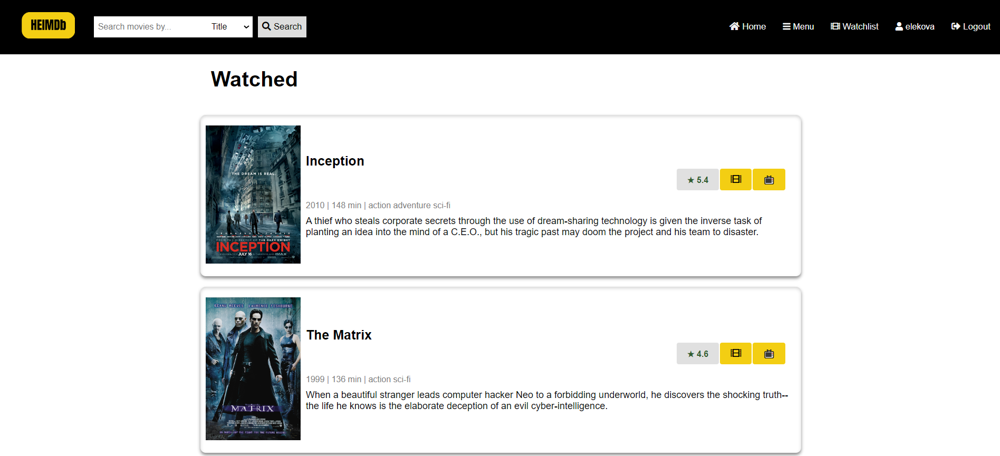 HEIMDb
Search movies by...
Title
Search
Home
Menu
Watchlist
elekova
Logout
Watched
THE DREAM IS REAL.
LEONARDO DICAPRIO
FROM THE DIRECTOR OF THE DARK KNIGHT
INCEPTION
JULY 16 IN THEATERS AND IMAX
Inception
★ 5.4
2010 | 148 min | action adventure sci-fi
A thief who steals corporate secrets through the use of dream-sharing technology is given the inverse task of
planting an idea into the mind of a C.E.O., but his tragic past may doom the project and his team to disaster.
KEANU REEVES LAURENCE FISHBURNE
MATRIX
The Matrix
★ 4.6
1999 | 136 min | action sci-fi
When a beautiful stranger leads computer hacker Neo to a forbidding underworld, he discovers the shocking truth--
the life he knows is the elaborate deception of an evil cyber-intelligence.